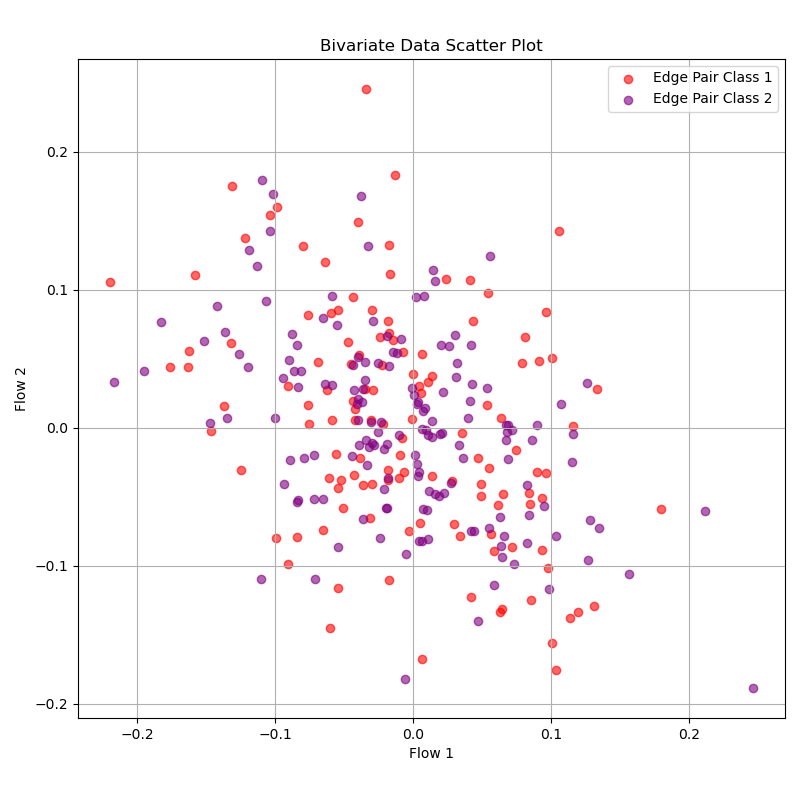 Bivariate Data Scatter Plot
Edge Pair Class 1
Edge Pair Class 2
0.2
0.1
0.0
−0.1
−0.2
Flow 2
−0.2
−0.1
0.0
0.1
0.2
Flow 1